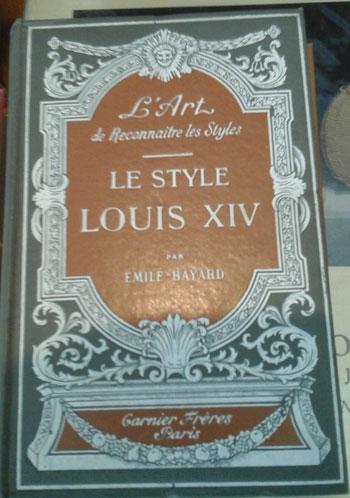 L'Art
de Reconnaître les Styles
LE STYLE
LOUIS XIV
PAR
EMILE-BAYARD
Garnier Frères
Paris